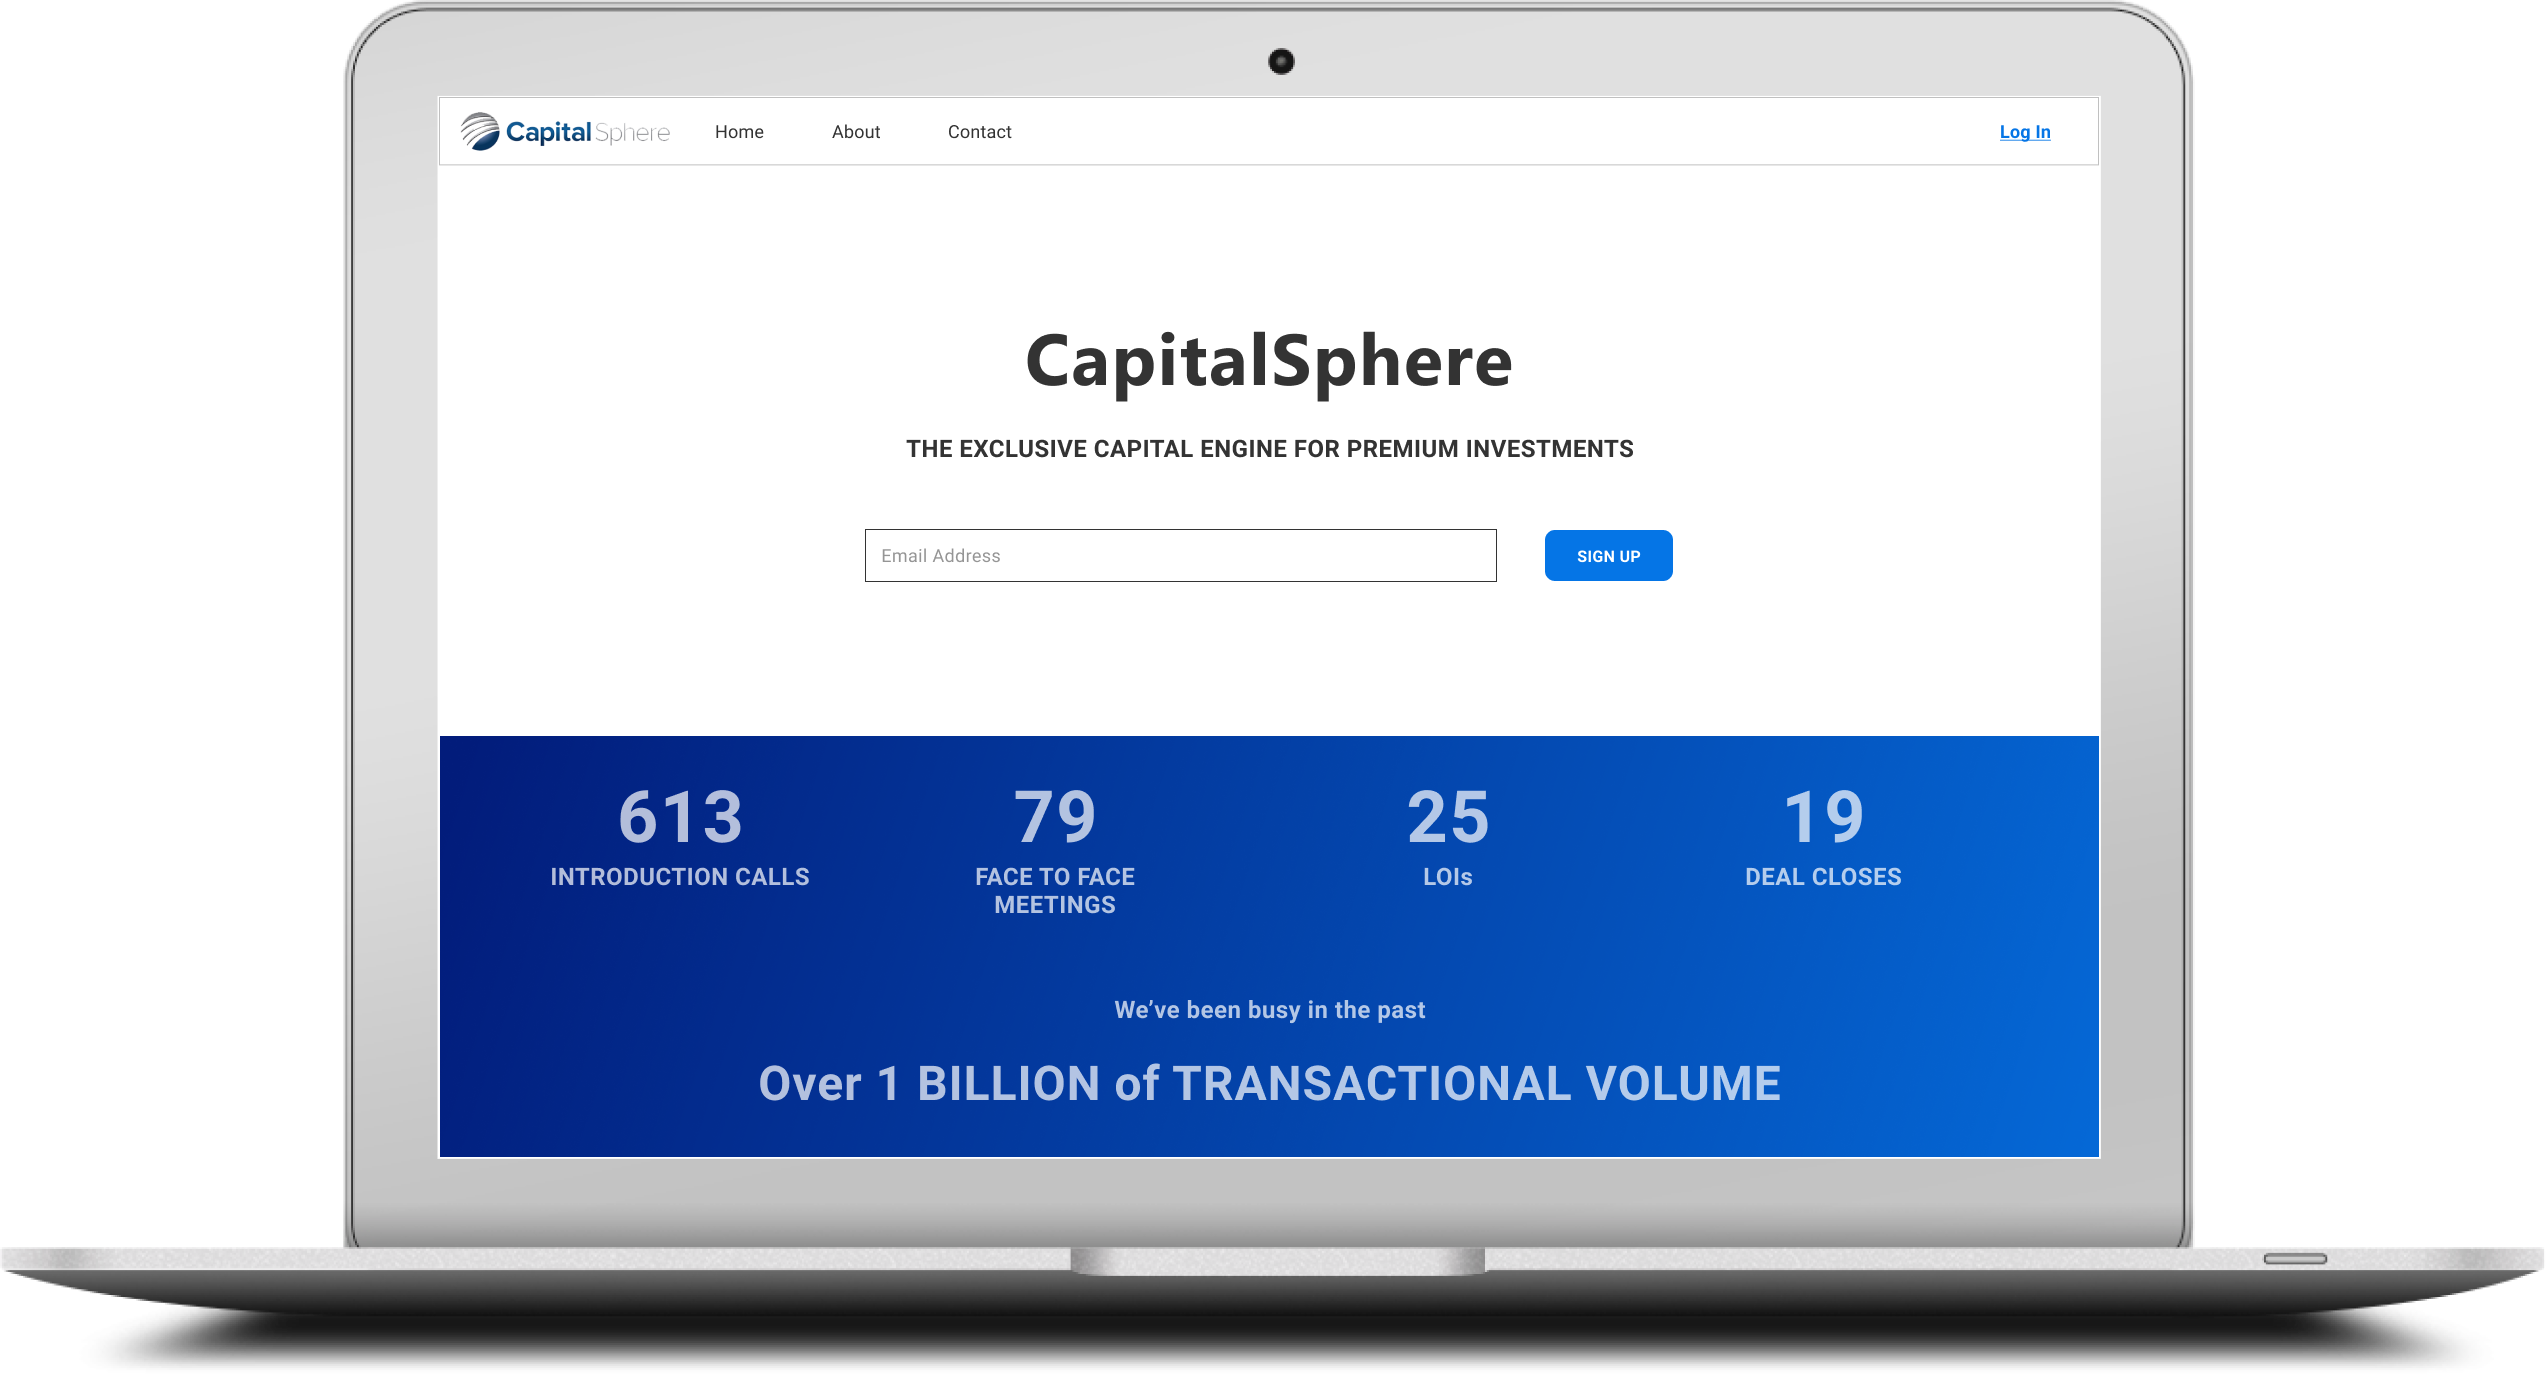 CapitalSphere Home About Contact Log In
CapitalSphere
THE EXCLUSIVE CAPITAL ENGINE FOR PREMIUM INVESTMENTS
Email Address SIGN UP
613 79 25 19
INTRODUCTION CALLS FACE TO FACE LOIs DEAL CLOSES
MEETINGS
We’ve been busy in the past
Over 1 BILLION of TRANSACTIONAL VOLUME